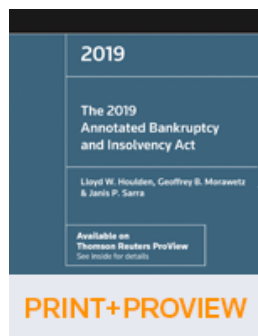 2019
The 2019
Annotated Bankruptcy
and Insolvency Act
Lloyd W. Houlden, Geoffrey B. Morawetz
& Janis P. Sarra
Available on
Thomson Reuters ProView
See inside for details
PRINT+PROVIEW